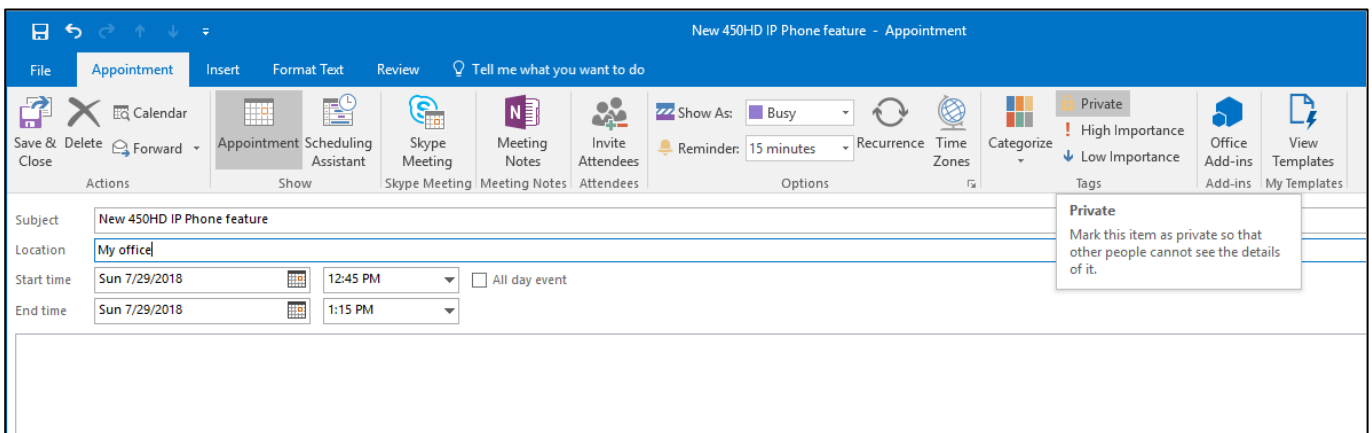 New 450HD IP Phone feature - Appointment
File Appointment Insert Format Text Review Tell me what you want to do
Save & Close
Delete
Calendar
Forward
Actions
Appointment
Scheduling Assistant
Show
Skype Meeting
Skype Meeting
Meeting Notes
Meeting Notes
Invite Attendees
Attendees
Show As: Busy
Reminder: 15 minutes
Recurrence
Time Zones
Options
Categorize
Private
High Importance
Low Importance
Tags
Office Add-ins
Add-ins
View Templates
My Templates
Subject New 450HD IP Phone feature
Location My office
Start time Sun 7/29/2018 12:45 PM All day event
End time Sun 7/29/2018 1:15 PM
Private
Mark this item as private so that
other people cannot see the details
of it.